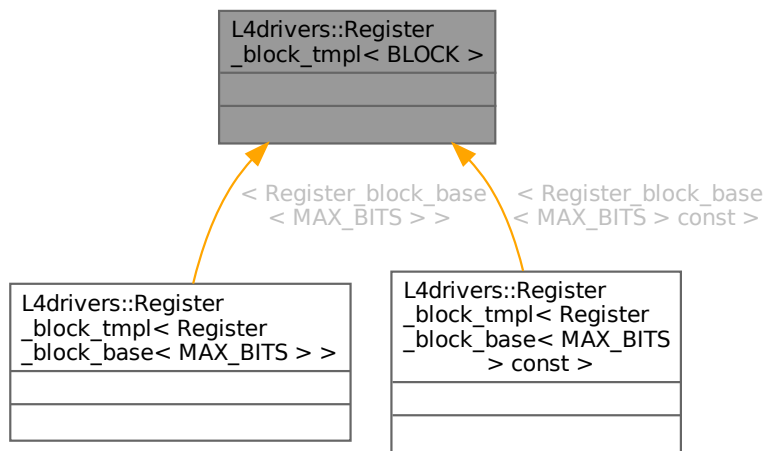 L4drivers::Register
_block_tmpl< BLOCK >
< Register_block_base
< MAX_BITS > >
< Register_block_base
< MAX_BITS > const >
L4drivers::Register
_block_tmpl< Register
_block_base< MAX_BITS > >
L4drivers::Register
_block_tmpl< Register
_block_base< MAX_BITS
> const >